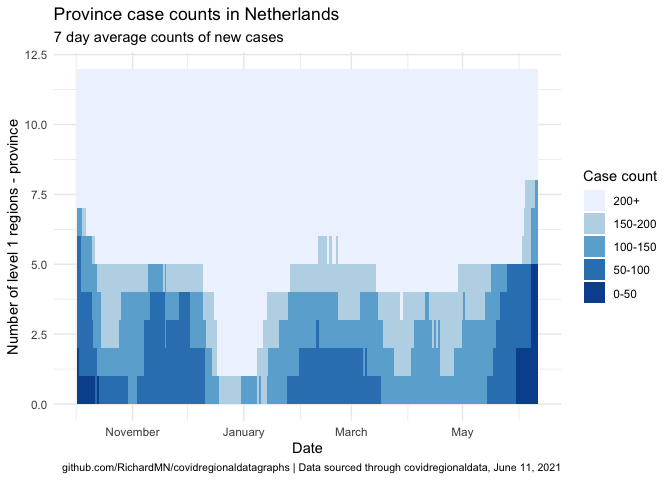 Province case counts in Netherlands
7 day average counts of new cases
12.5
10.0
7.5
5.0
2.5
0.0
Number of level 1 regions - province
November
January
March
May
Date
Case count
200+
150-200
100-150
50-100
0-50
github.com/RichardMN/covidregionaldatagraphs | Data sourced through covidregionaldata, June 11, 2021